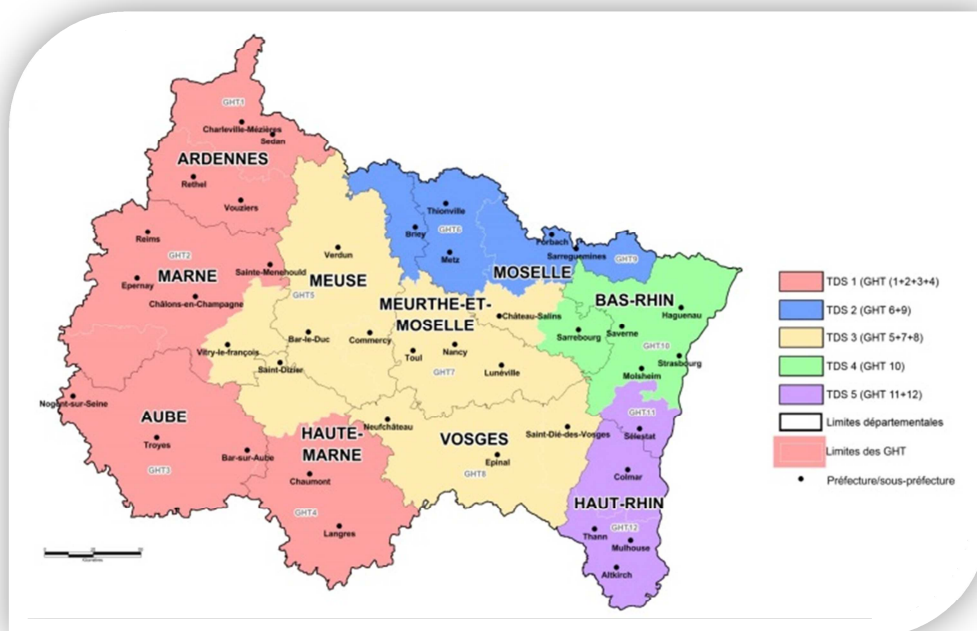 GHT1
Charleville-Mézières
Sedan
ARDENNES
Rethel
Vouziers
Reims
GHT2
MARNE
Sainte-Menehould
Epernay
Châlons-en-Champagne
Vitry-le-françois
Saint-Dizier
Nogent-sur-Seine
AUBE
Troyes
GHT3
Bar-sur-Aube
HAUTE-
MARNE
Chaumont
GHT4
Langres
Verdun
MEUSE
GHT5
Bar-le-Duc
Commercy
Thionville
Briey
GHT6
Metz
Forbach
Sarreguemines
GHT9
MOSELLE
MEURTHE-ET-
MOSELLE
Château-Salins
Toul
Nancy
GHT7
Lunéville
Neufchâteau
VOSGES
Saint-Dié-des-Vosges
Epinal
GHT8
BAS-RHIN
Haguenau
Sarrebourg
Saverne
GHT10
Strasbourg
Molsheim
GHT11
Sélestat
Colmar
HAUT-RHIN
GHT12
Thann
Mulhouse
Altkirch
TDS 1 (GHT (1+2+3+4)
TDS 2 (GHT 6+9)
TDS 3 (GHT 5+7+8)
TDS 4 (GHT 10)
TDS 5 (GHT 11+12)
Limites départementales
Limites des GHT
Préfecture/sous-préfecture